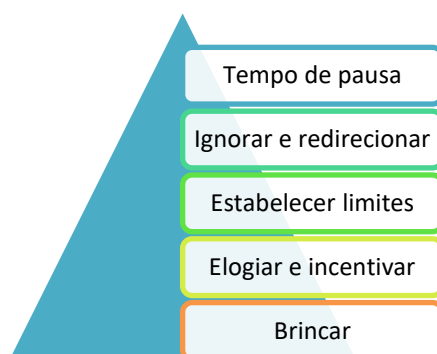 Tempo de pausa
Ignorar e redirecionar
Estabelecer limites
Elogiar e incentivar
Brincar